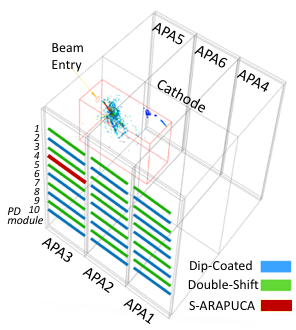 APA5
APA6
APA4
Beam
Entry
Cathode
1
2
3
4
5
6
7
8
9
10
PD
module
APA3
APA2
APA1
Dip-Coated
Double-Shift
S-ARAPUCA